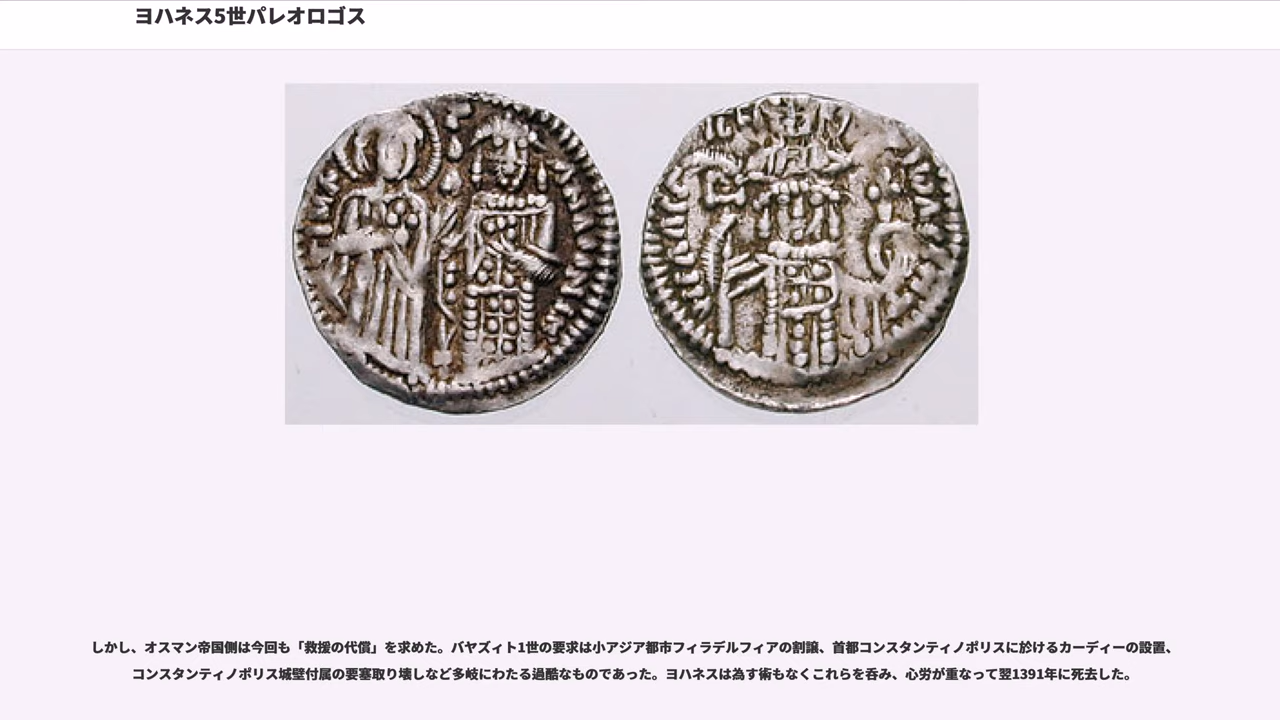 ヨハネス5世パレオロゴス
しかし、オスマン帝国側は今回も「救援の代償」を求めた。バヤズィト1世の要求は小アジア都市フィラデルフィアの割譲、首都コンスタンティノポリスに於けるカーディーの設置、
コンスタンティノポリス城壁付属の要塞取り壊しなど多岐にわたる過酷なものであった。ヨハネスは為す術もなくこれらを呑み、心労が重なって翌1391年に死去した。